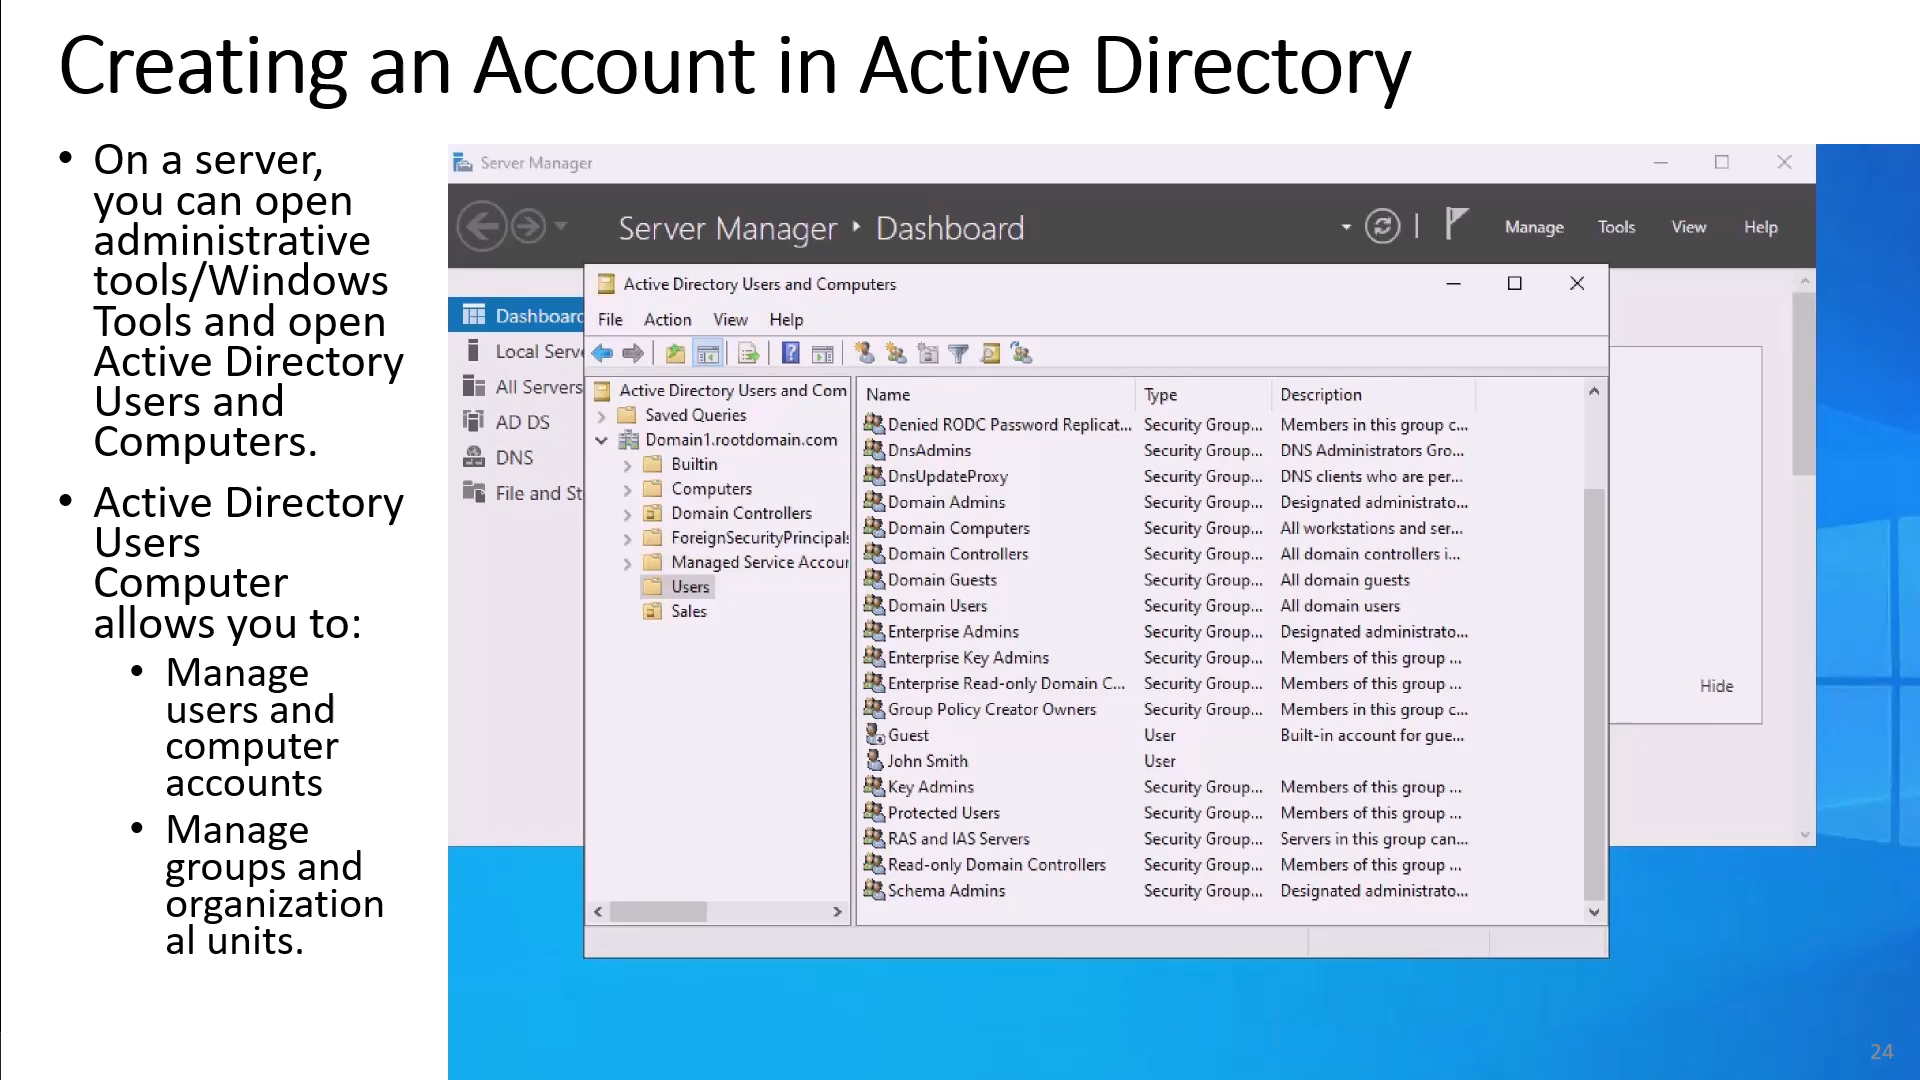 Creating an Account in Active Directory
• On a server,
you can open
administrative
tools/Windows
Tools and open
Active Directory
Users and
Computers.
• Active Directory
Users
Computer
allows you to:
• Manage
users and
computer
accounts
• Manage
groups and
organization
al units.
Server Manager
Server Manager ‣ Dashboard
Manage Tools View Help
Dashboard
Local Serve
All Servers
AD DS
DNS
File and St
Hide
Active Directory Users and Computers
File Action View Help
Active Directory Users and Com
Saved Queries
Domain1.rootdomain.com
Builtin
Computers
Domain Controllers
ForeignSecurityPrincipals
Managed Service Accoun
Users
Sales
Name Type Description
Denied RODC Password Replicat... Security Group... Members in this group c...
DnsAdmins Security Group... DNS Administrators Gro...
DnsUpdateProxy Security Group... DNS clients who are per...
Domain Admins Security Group... Designated administrato...
Domain Computers Security Group... All workstations and ser...
Domain Controllers Security Group... All domain controllers i...
Domain Guests Security Group... All domain guests
Domain Users Security Group... All domain users
Enterprise Admins Security Group... Designated administrato...
Enterprise Key Admins Security Group... Members of this group ...
Enterprise Read-only Domain C... Security Group... Members of this group ...
Group Policy Creator Owners Security Group... Members in this group c...
Guest User Built-in account for gue...
John Smith User
Key Admins Security Group... Members of this group ...
Protected Users Security Group... Members of this group ...
RAS and IAS Servers Security Group... Servers in this group can...
Read-only Domain Controllers Security Group... Members of this group ...
Schema Admins Security Group... Designated administrato...
24